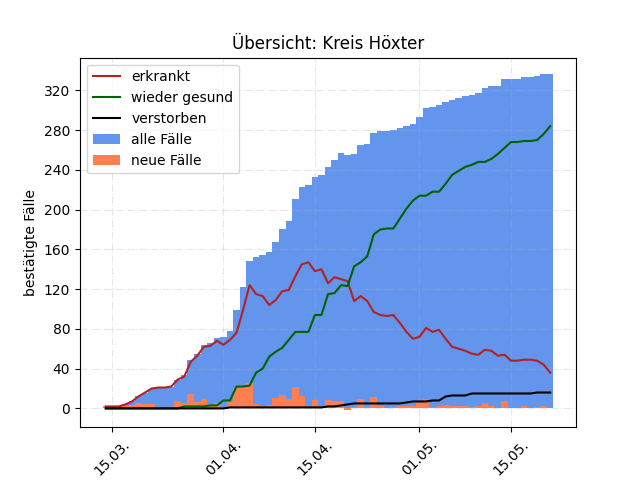 Übersicht: Kreis Höxter
erkrankt
wieder gesund
verstorben
alle Fälle
neue Fälle
bestätigte Fälle
320
280
240
200
160
120
80
40
0
15.03.
01.04.
15.04.
01.05.
15.05.